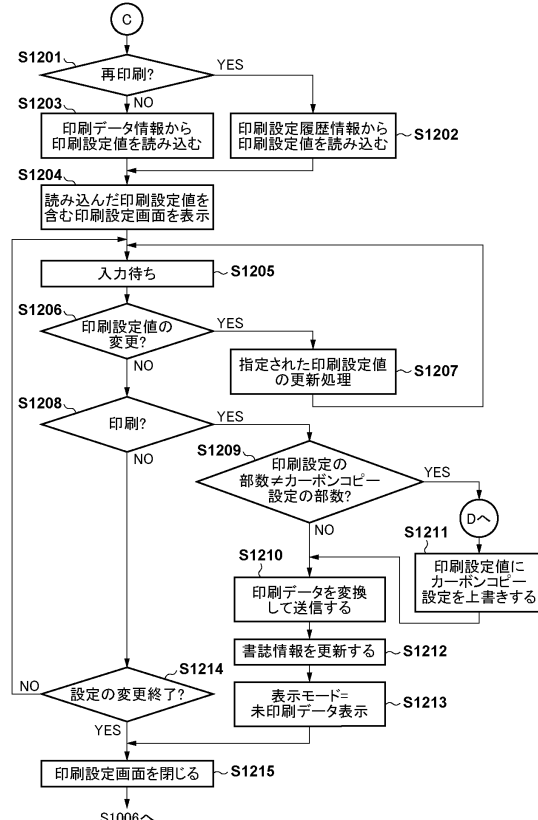 C
S1201
再印刷?
YES
NO
S1203
印刷データ情報から
印刷設定値を読み込む
印刷設定履歴情報から
印刷設定値を読み込む
S1202
S1204
読み込んだ印刷設定値を
含む印刷設定画面を表示
入力待ち
S1205
S1206
印刷設定値の
変更?
YES
NO
指定された印刷設定値
の更新処理
S1207
S1208
印刷?
YES
NO
S1209
印刷設定の
部数≠カーボンコピー
設定の部数?
YES
NO
Dへ
S1211
印刷設定値に
カーボンコピー
設定を上書きする
S1210
印刷データを変換
して送信する
書誌情報を更新する
S1212
表示モード=
未印刷データ表示
S1213
S1214
設定の変更終了?
NO
YES
印刷設定画面を閉じる
S1215
S1006へ